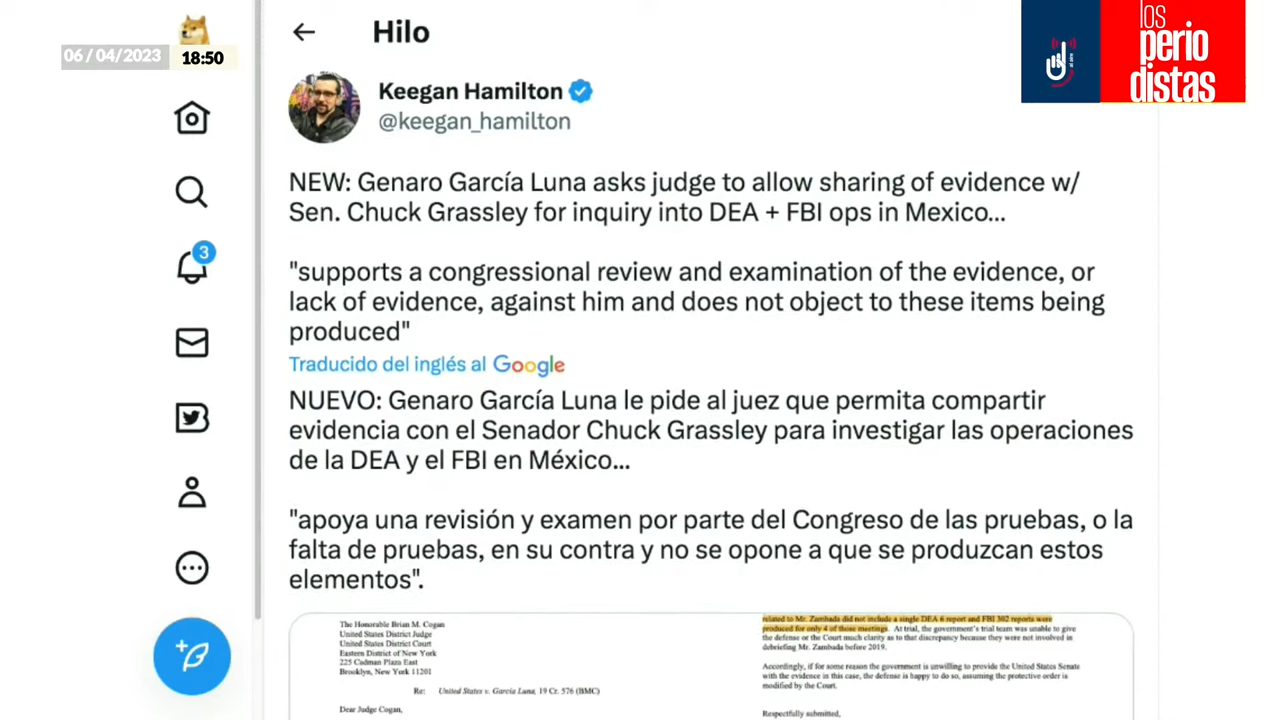 06/04/2023
18:50
Hilo
los
perio
distas
al aire
Keegan Hamilton
@keegan_hamilton
3
NEW: Genaro García Luna asks judge to allow sharing of evidence w/
Sen. Chuck Grassley for inquiry into DEA + FBI ops in Mexico...
"supports a congressional review and examination of the evidence, or
lack of evidence, against him and does not object to these items being
produced"
Traducido del inglés al Google
NUEVO: Genaro García Luna le pide al juez que permita compartir
evidencia con el Senador Chuck Grassley para investigar las operaciones
de la DEA y el FBI en México...
"apoya una revisión y examen por parte del Congreso de las pruebas, o la
falta de pruebas, en su contra y no se opone a que se produzcan estos
elementos".
The Honorable Brian M. Cogan
United States District Judge
United States District Court
Eastern District of New York
225 Cadman Plaza East
Brooklyn, New York 11201
Re: United States v. García Luna, 19 Cr. 576 (BMC)
Dear Judge Cogan,
related to Mr. Zambada did not include a single DEA 6 report and FBI 302 reports were
produced for only 4 of those meetings. At trial, the government's trial team was unable to give
the defense or the Court much clarity as to that discrepancy because they were not involved in
debriefing Mr. Zambada before 2019.
Accordingly, if for some reason the government is unwilling to provide the United States Senate
with the evidence in this case, the defense is happy to do so, assuming the protective order is
modified by the Court.
Respectfully submitted,